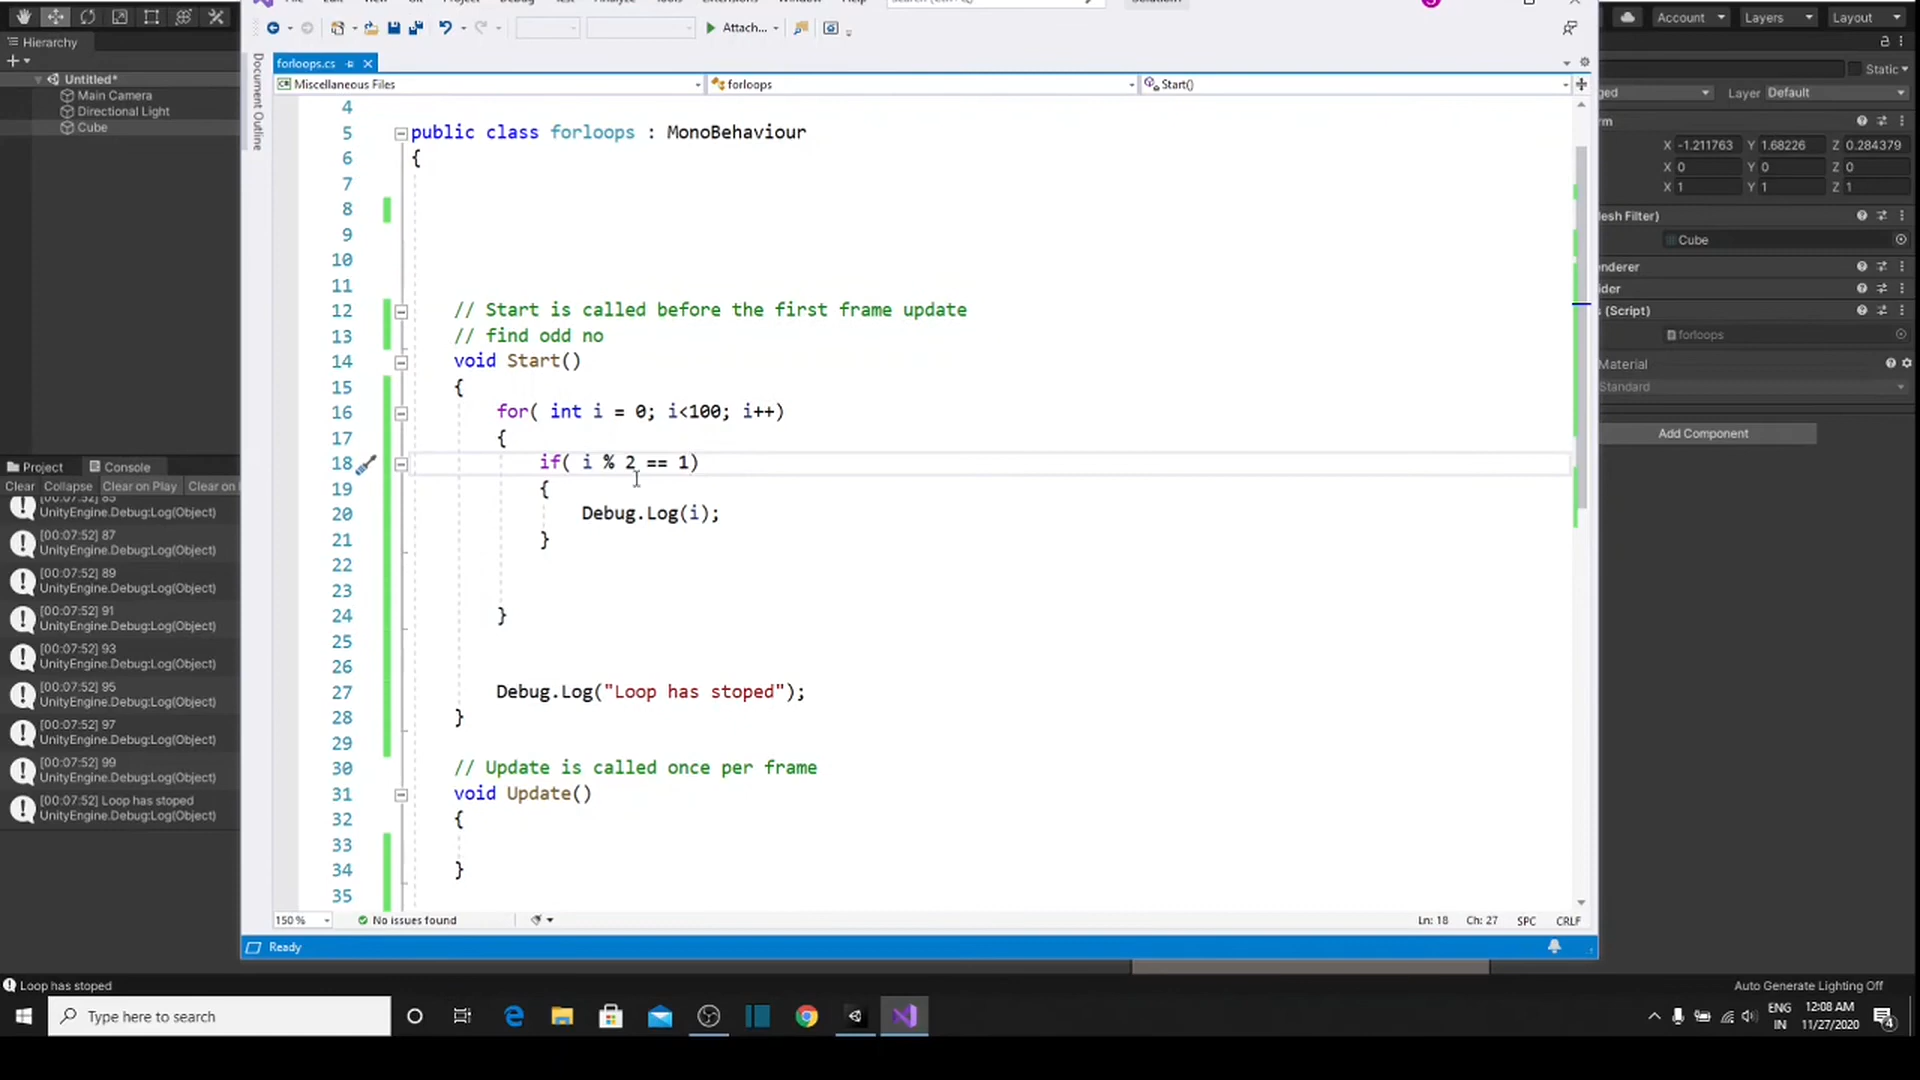 Attach...
Account
Layers
Layout
Hierarchy
forloops.cs
Static
Untitled*
Miscellaneous Files
forloops
Start()
Main Camera
Layer Default
Directional Light
Cube
Document Outline
4
5 public class forloops : MonoBehaviour
6 {
7
8
9
10
11
12 // Start is called before the first frame update
13 // find odd no
14 void Start()
15 {
16 for( int i = 0; i<100; i++)
17 {
18 if( i % 2 == 1)
19 {
20 Debug.Log(i);
21 }
22
23
24 }
25
26
27 Debug.Log("Loop has stoped");
28 }
29
30 // Update is called once per frame
31 void Update()
32 {
33
34 }
35
X -1.211763 Y 1.68226 Z 0.284379
X 0 Y 0 Z 0
X 1 Y 1 Z 1
Cube
(Script)
forloops
Material
Standard
Add Component
Project
Console
Clear Collapse Clear on Play Clear on
UnityEngine.Debug:Log(Object)
[00:07:52] 87
UnityEngine.Debug:Log(Object)
[00:07:52] 89
UnityEngine.Debug:Log(Object)
[00:07:52] 91
UnityEngine.Debug:Log(Object)
[00:07:52] 93
UnityEngine.Debug:Log(Object)
[00:07:52] 95
UnityEngine.Debug:Log(Object)
[00:07:52] 97
UnityEngine.Debug:Log(Object)
[00:07:52] 99
UnityEngine.Debug:Log(Object)
[00:07:52] Loop has stoped
UnityEngine.Debug:Log(Object)
150 %
No issues found
Ln: 18 Ch: 27 SPC CRLF
Ready
Loop has stoped
Auto Generate Lighting Off
Type here to search
ENG
IN
12:08 AM
11/27/2020
4